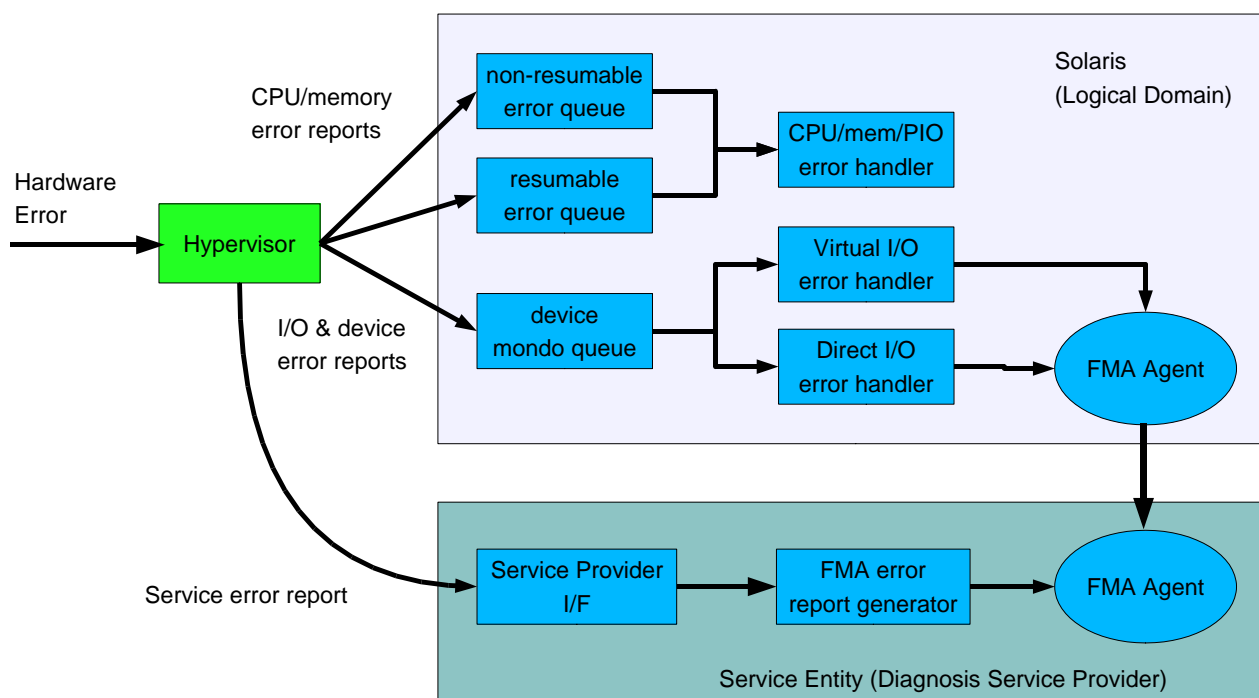 non-resumable
error queue
Solaris
(Logical Domain)
CPU/memory
error reports
CPU/mem/PIO
error handler
Hardware
Error
resumable
error queue
Hypervisor
Virtual I/O
error handler
I/O & device
error reports
device
mondo queue
Direct I/O
error handler
FMA Agent
Service error report
Service Provider
I/F
FMA error
report generator
FMA Agent
Service Entity (Diagnosis Service Provider)